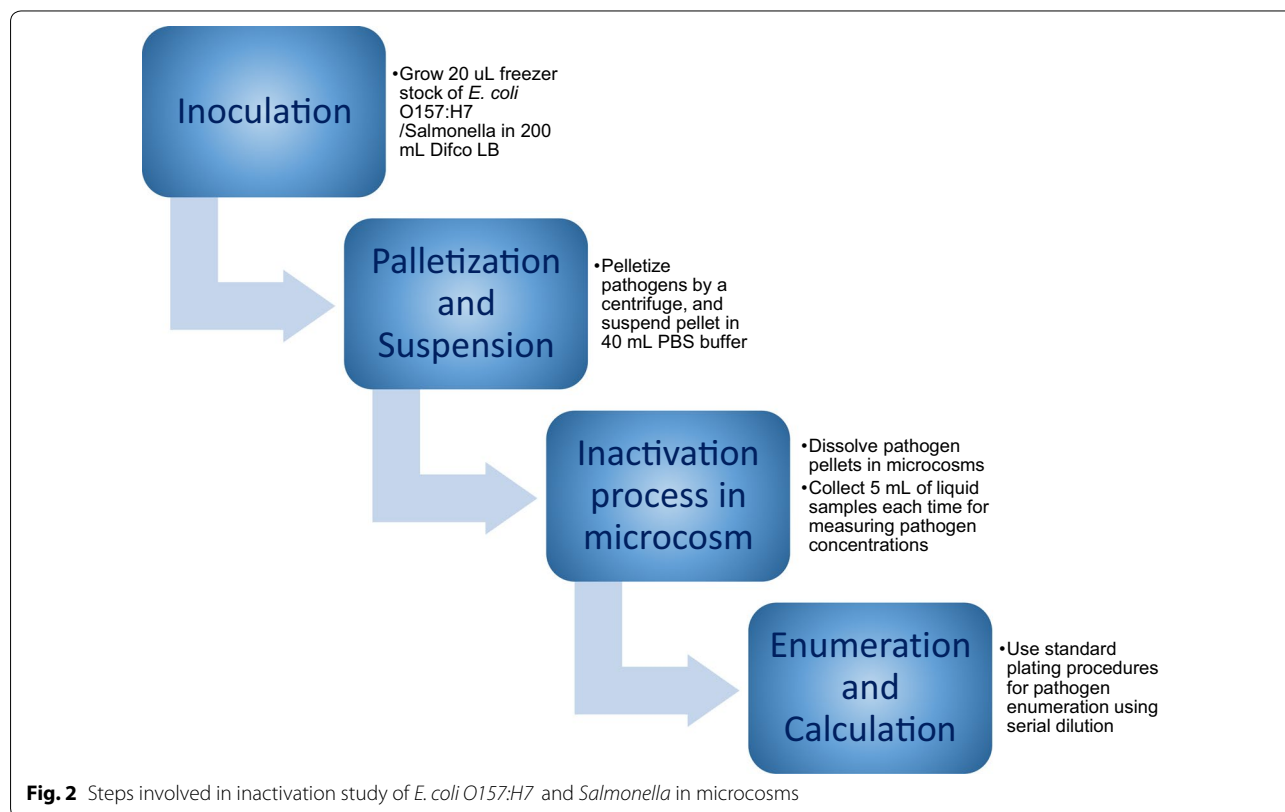 Inoculation
•Grow 20 uL freezer
stock of E. coli
O157:H7
/Salmonella in 200
mL Difco LB
Palletization
and
Suspension
•Pelletize
pathogens by a
centrifuge, and
suspend pellet in
40 mL PBS buffer
Inactivation
process in
microcosm
•Dissolve pathogen
pellets in microcosms
•Collect 5 mL of liquid
samples each time for
measuring pathogen
concentrations
Enumeration
and
Calculation
•Use standard
plating procedures
for pathogen
enumeration using
serial dilution
Fig. 2 Steps involved in inactivation study of E. coli O157:H7 and Salmonella in microcosms